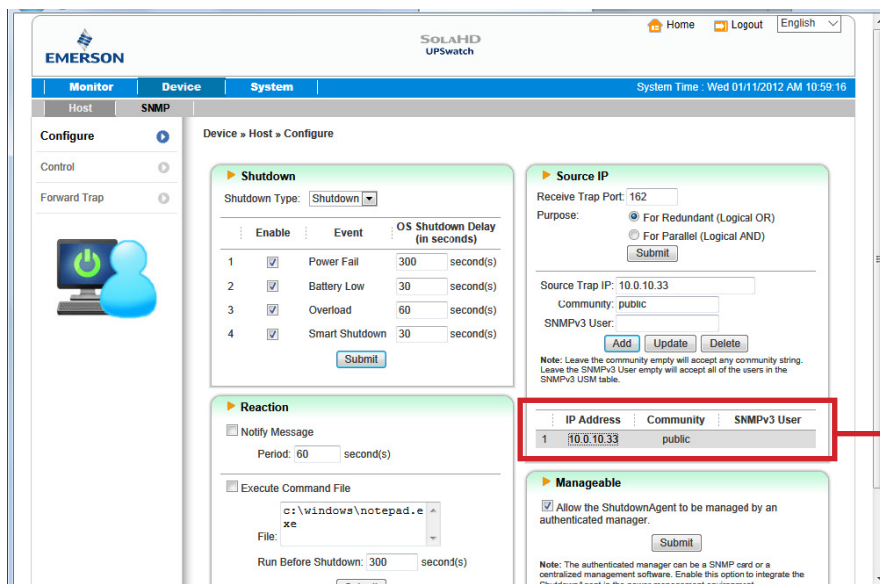 Home Logout English
EMERSON
SOLAHD
UPSwatch
Monitor Device System System Time : Wed 01/11/2012 AM 10:59:16
Host SNMP
Configure
Control
Forward Trap
Device » Host » Configure
Shutdown
Shutdown Type: Shutdown
Enable Event OS Shutdown Delay
(in seconds)
1 Power Fail 300 second(s)
2 Battery Low 30 second(s)
3 Overload 60 second(s)
4 Smart Shutdown 30 second(s)
Submit
Reaction
Notify Message
Period: 60 second(s)
Execute Command File
File: c:\windows\notepad.e
xe
Run Before Shutdown: 300 second(s)
Source IP
Receive Trap Port: 162
Purpose: For Redundant (Logical OR)
For Parallel (Logical AND)
Submit
Source Trap IP: 10.0.10.33
Community: public
SNMPv3 User:
Add Update Delete
Note: Leave the community empty will accept any community string.
Leave the SNMPv3 User empty will accept all of the users in the
SNMPv3 USM table.
IP Address Community SNMPv3 User
1 10.0.10.33 public
Manageable
Allow the ShutdownAgent to be managed by an
authenticated manager.
Submit
Note: The authenticated manager can be a SNMP card or a
centralized management software. Enable this option to integrate the